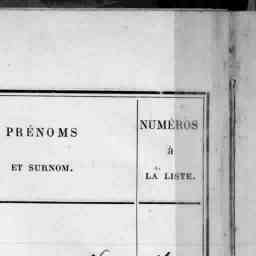 PRÉNOMS
ET SURNOM.
NUMÉROS
à
LA LISTE.